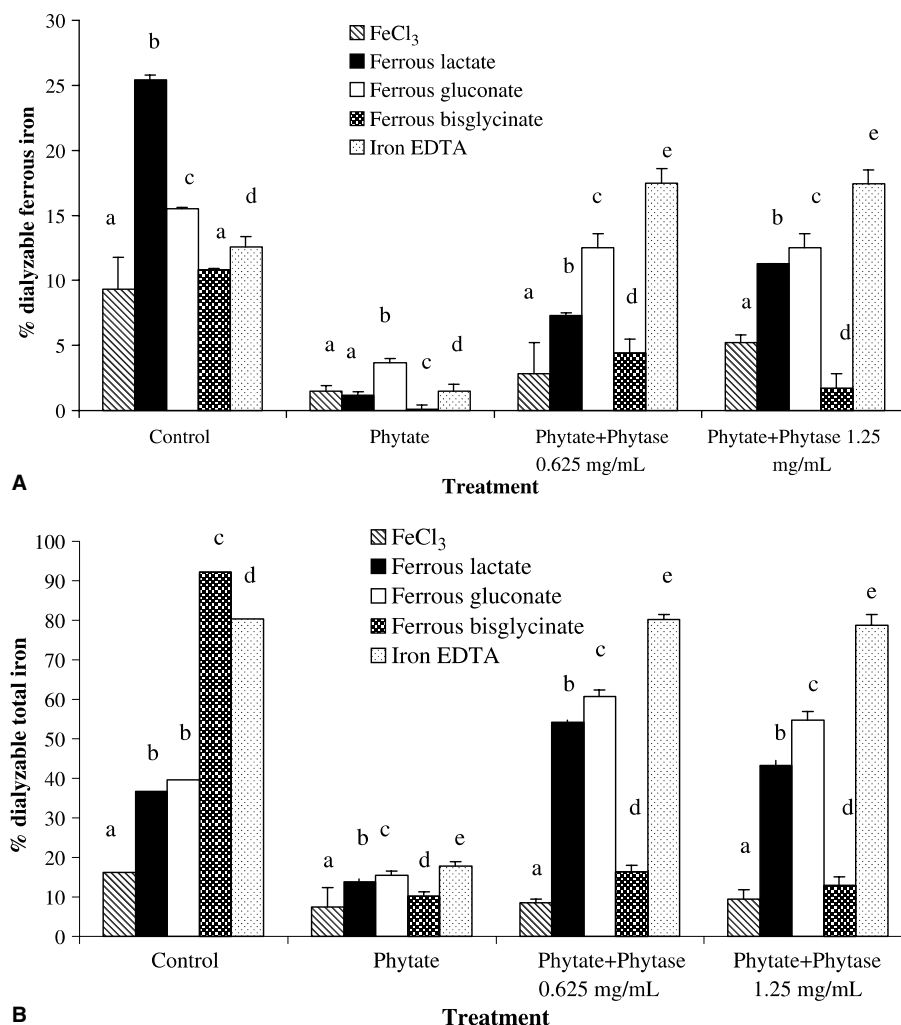 30
25
20
15
10
5
0
% dialyzable ferrous iron
FeCl₃
Ferrous lactate
Ferrous gluconate
Ferrous bisglycinate
Iron EDTA
a b c a d
a a b c d
a b c d e
a b c d e
Control Phytate Phytate+Phytase Phytate+Phytase 1.25
0.625 mg/mL mg/mL
A
Treatment
100
90
80
70
60
50
40
30
20
10
0
% dialyzable total iron
FeCl₃
Ferrous lactate
Ferrous gluconate
Ferrous bisglycinate
Iron EDTA
a b b c d
a b c d e
a b c d e
a b c d e
Control Phytate Phytate+Phytase Phytate+Phytase
0.625 mg/mL 1.25 mg/mL
B
Treatment